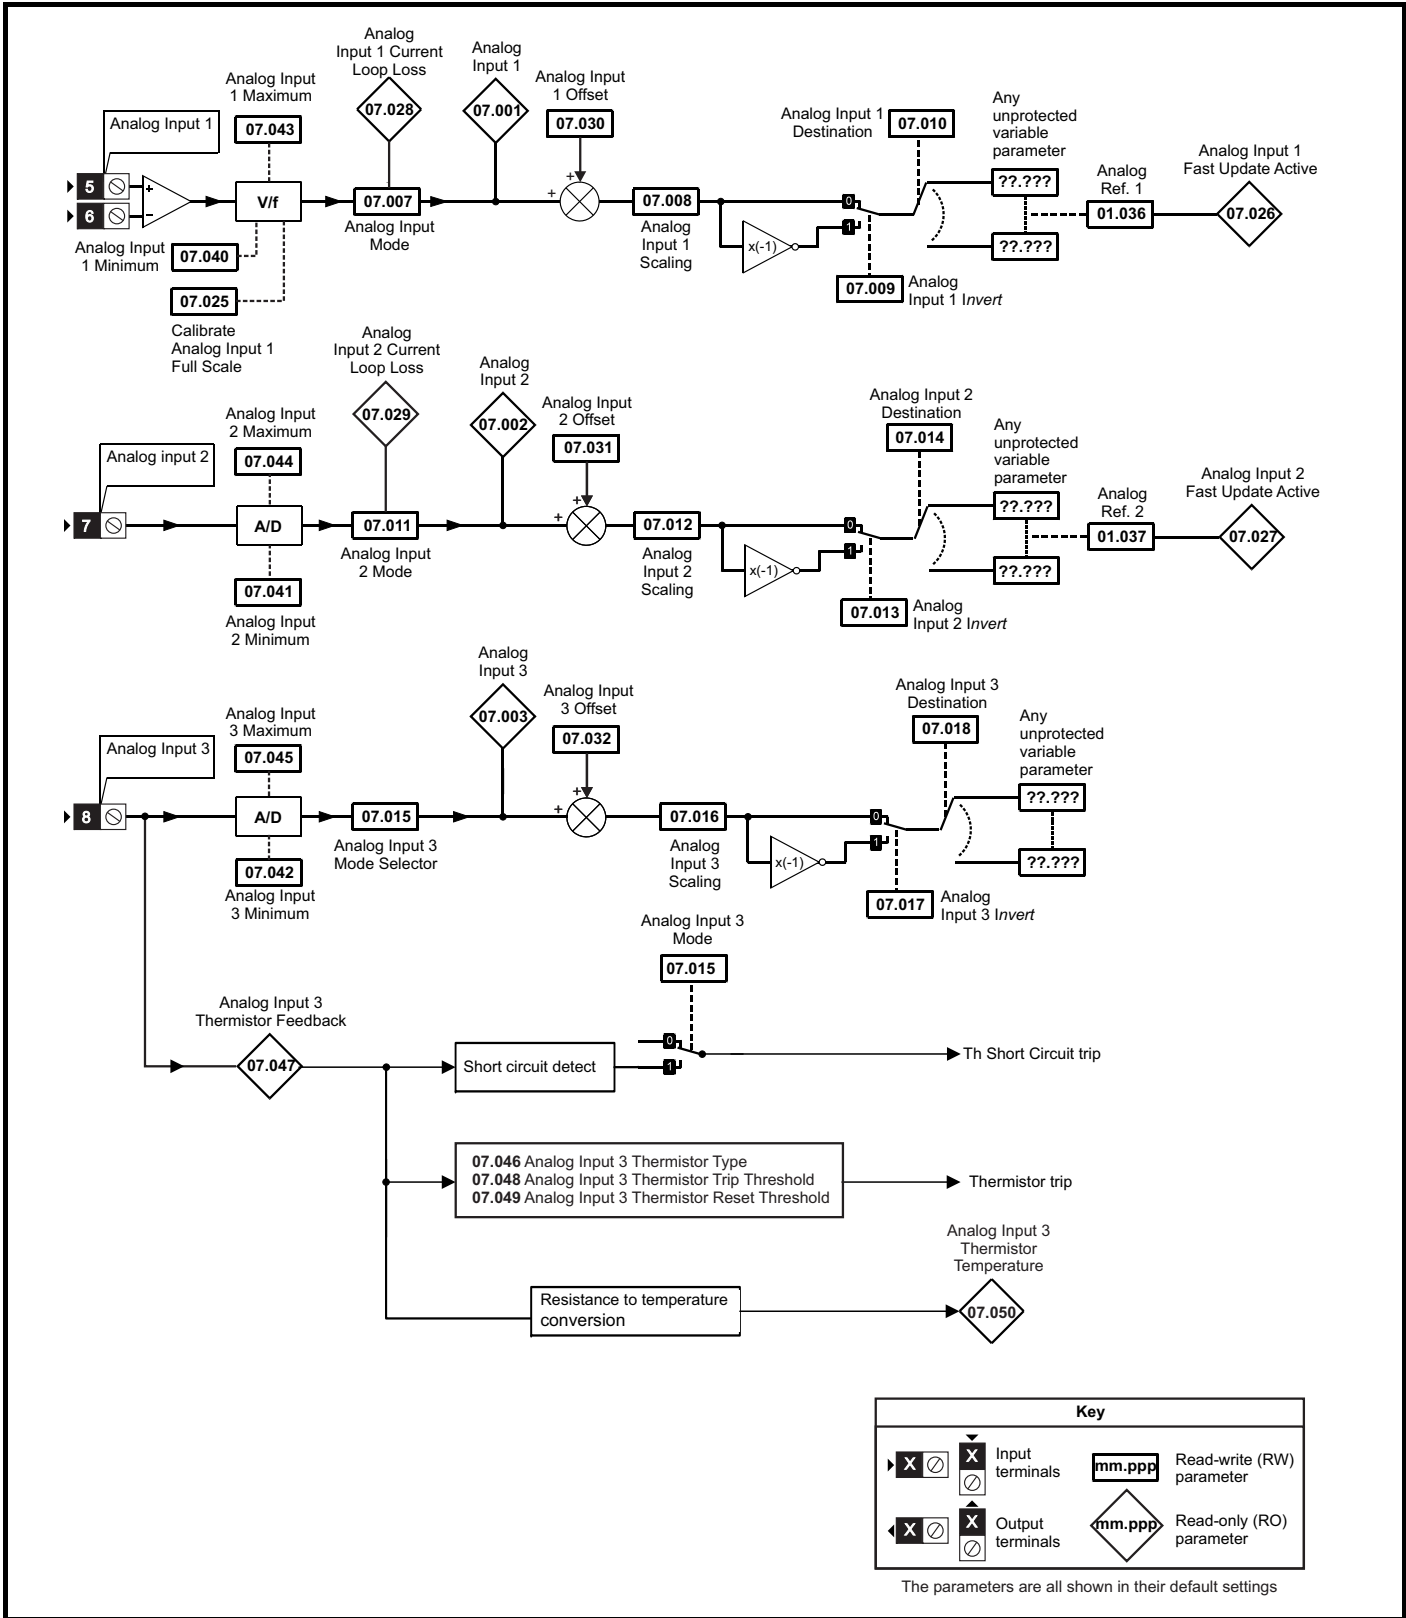 Analog
Input 1 Current
Loop Loss
07.028
Analog
Input 1
07.001
Analog Input
1 Maximum
07.043
Analog Input
1 Offset
07.030
Analog Input 1
Destination
07.010
Any
unprotected
variable
parameter
??.???
??.???
Analog
Ref. 1
01.036
Analog Input 1
Fast Update Active
07.026
Analog Input 1
5
6
+
−
V/f
07.007
Analog Input
Mode
+
+
07.008
Analog
Input 1
Scaling
x(-1)
0
1
07.009
Analog
Input 1 Invert
Analog Input
1 Minimum
07.040
07.025
Calibrate
Analog Input 1
Full Scale
Analog
Input 2 Current
Loop Loss
07.029
Analog
Input 2
07.002
Analog Input
2 Maximum
07.044
Analog Input
2 Offset
07.031
Analog Input 2
Destination
07.014
Any
unprotected
variable
parameter
??.???
??.???
Analog
Ref. 2
01.037
Analog Input 2
Fast Update Active
07.027
Analog input 2
7
A/D
07.011
Analog Input
2 Mode
+
+
07.012
Analog
Input 2
Scaling
x(-1)
0
1
07.013
Analog
Input 2 Invert
07.041
Analog Input
2 Minimum
Analog
Input 3
07.003
Analog Input
3 Maximum
07.045
Analog Input
3 Offset
07.032
Analog Input 3
Destination
07.018
Any
unprotected
variable
parameter
??.???
??.???
Analog Input 3
8
A/D
07.015
Analog Input 3
Mode Selector
+
+
07.016
Analog
Input 3
Scaling
x(-1)
0
1
07.017
Analog
Input 3 Invert
07.042
Analog Input
3 Minimum
Analog Input 3
Mode
07.015
Analog Input 3
Thermistor Feedback
07.047
Short circuit detect
0
1
Th Short Circuit trip
07.046 Analog Input 3 Thermistor Type
07.048 Analog Input 3 Thermistor Trip Threshold
07.049 Analog Input 3 Thermistor Reset Threshold
Thermistor trip
Analog Input 3
Thermistor
Temperature
07.050
Resistance to temperature
conversion
Key
X
X
Input
terminals
mm.ppp
Read-write (RW)
parameter
X
X
Output
terminals
mm.ppp
Read-only (RO)
parameter
The parameters are all shown in their default settings